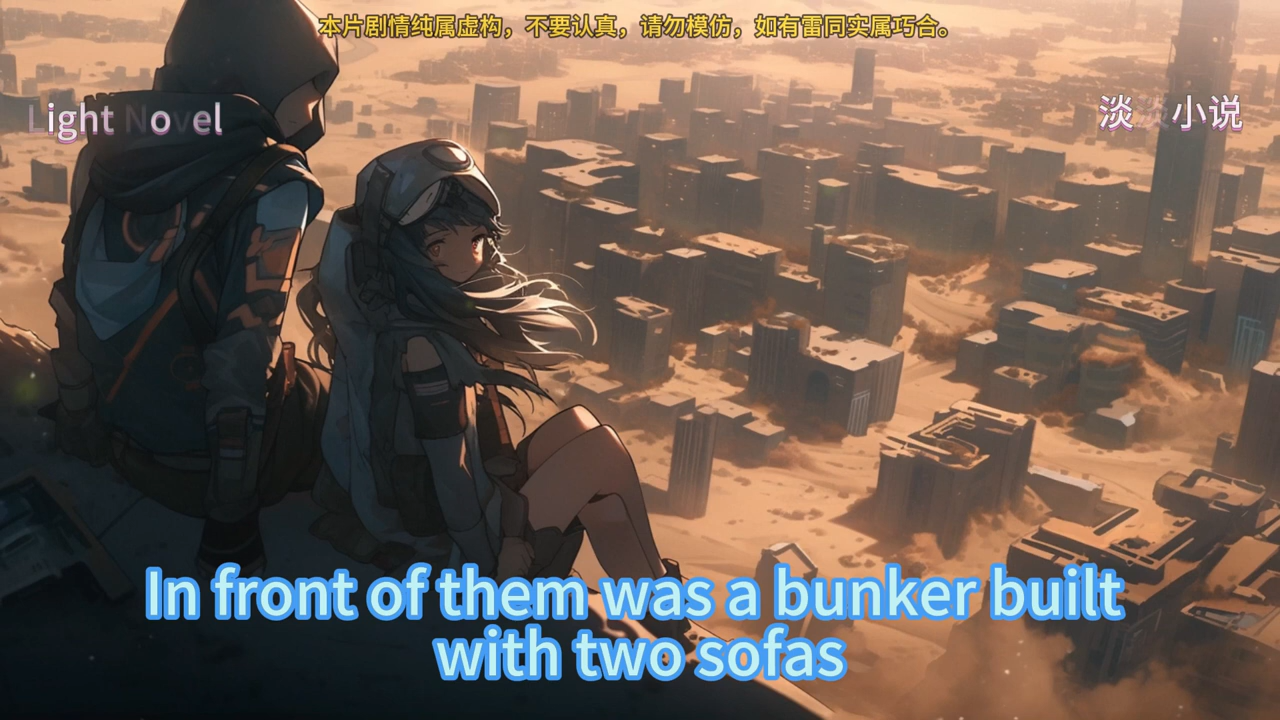 本片剧情纯属虚构，不要认真，请勿模仿，如有雷同实属巧合。
Light Novel
淡 小说
In front of them was a bunker built
with two sofas